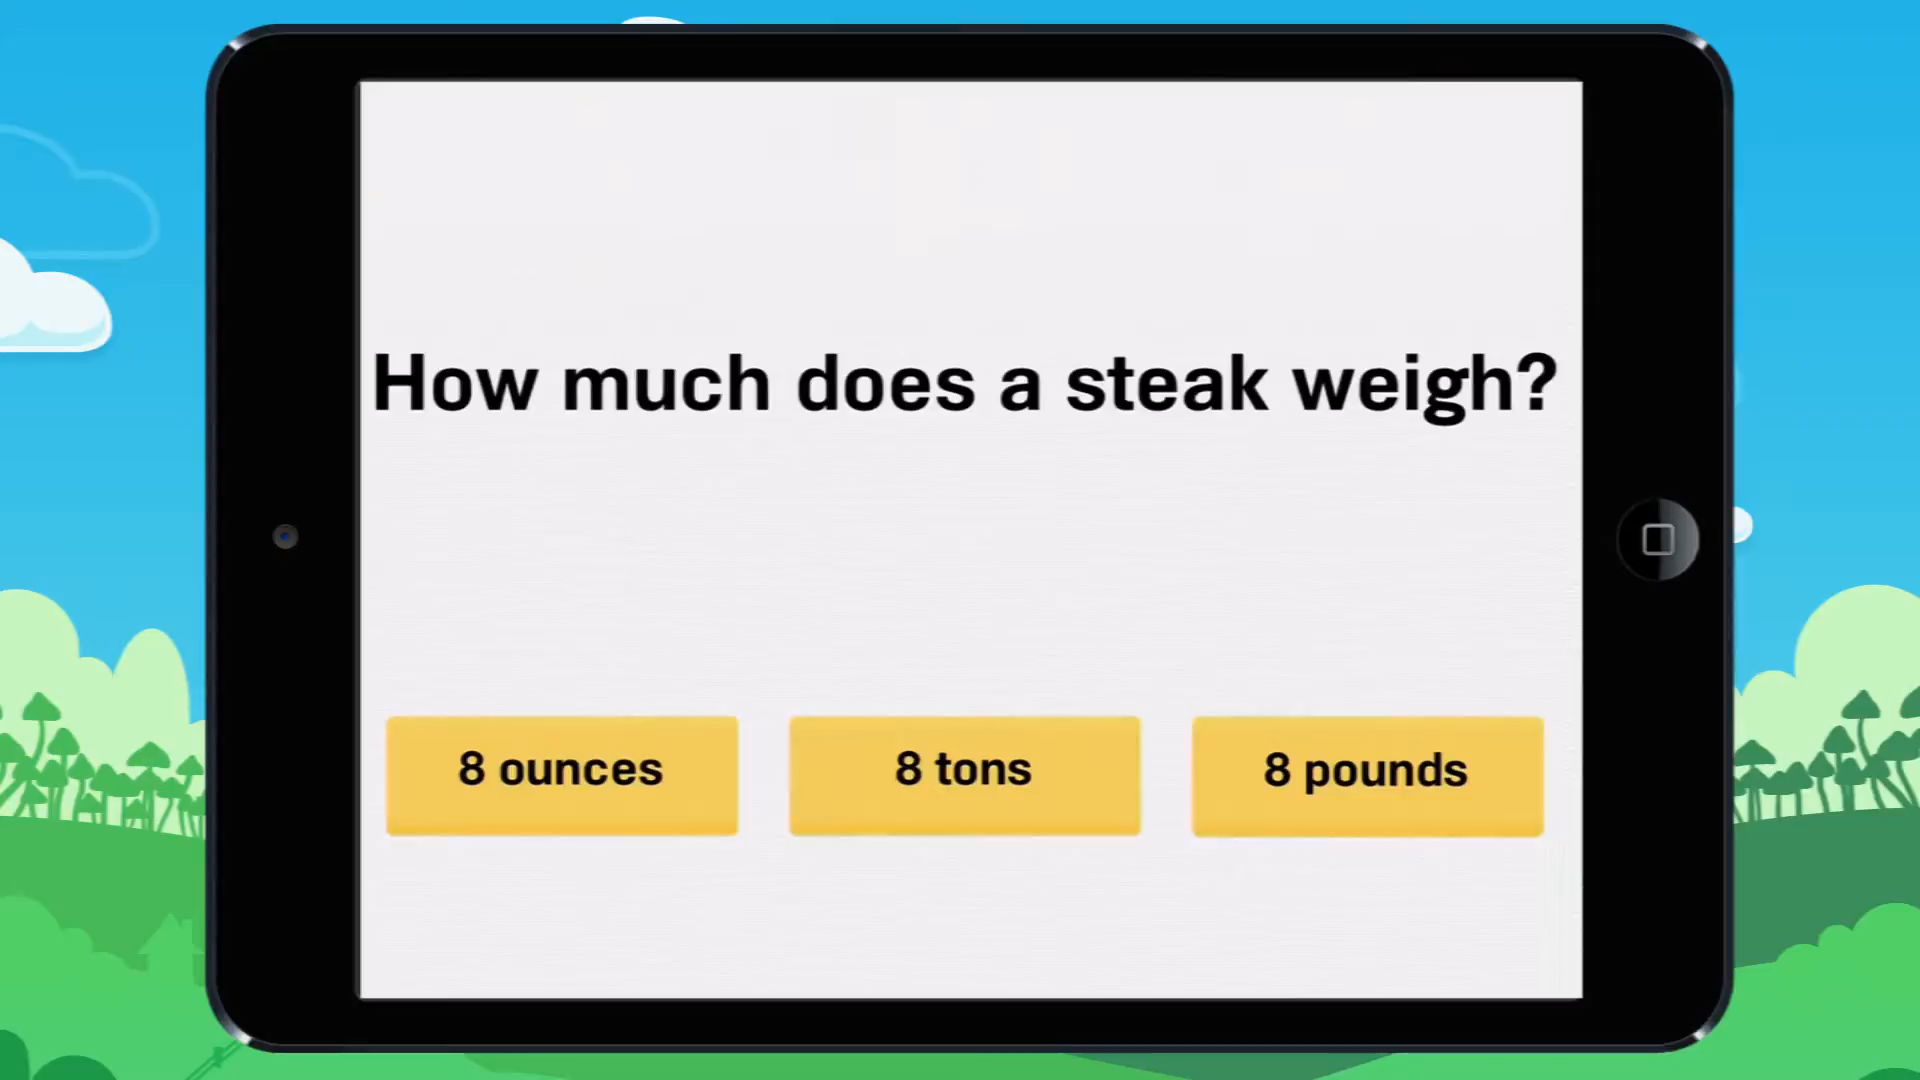 How much does a steak weigh?
8 ounces
8 tons
8 pounds